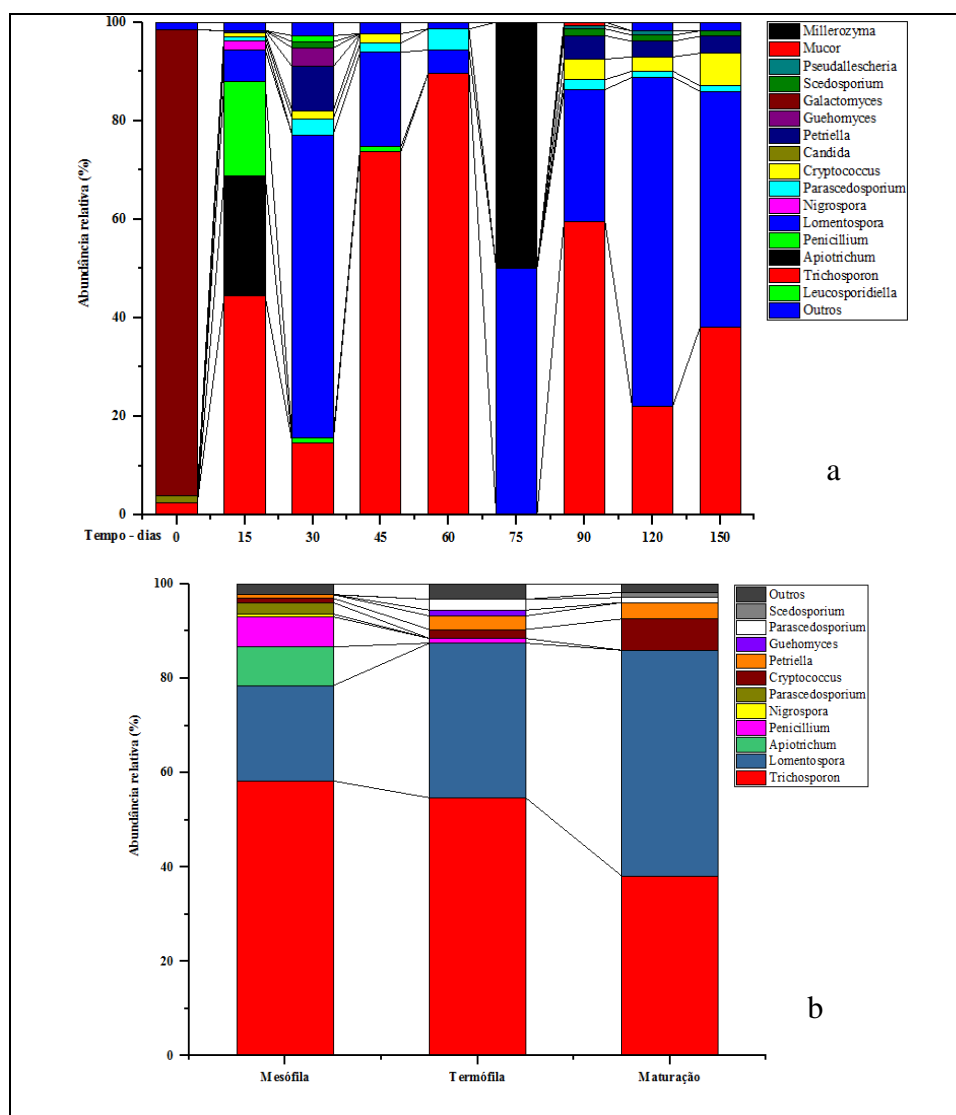 100
80
60
40
20
0
Abundância relativa (%)
Tempo - dias 0 15 30 45 60 75 90 120 150
Millerozyma
Mucor
Pseudallescheria
Scedosporium
Galactomyces
Guehomyces
Petriella
Candida
Cryptococcus
Parascedosporium
Nigrospora
Lomentospora
Penicillium
Apiotrichum
Trichosporon
Leucosporidiella
Outros
a
100
80
60
40
20
0
Abundância relativa (%)
Mesófila Termófila Maturação
Outros
Scedosporium
Parascedosporium
Guehomyces
Petriella
Cryptococcus
Parascedosporium
Nigrospora
Penicillium
Apiotrichum
Lomentospora
Trichosporon
b